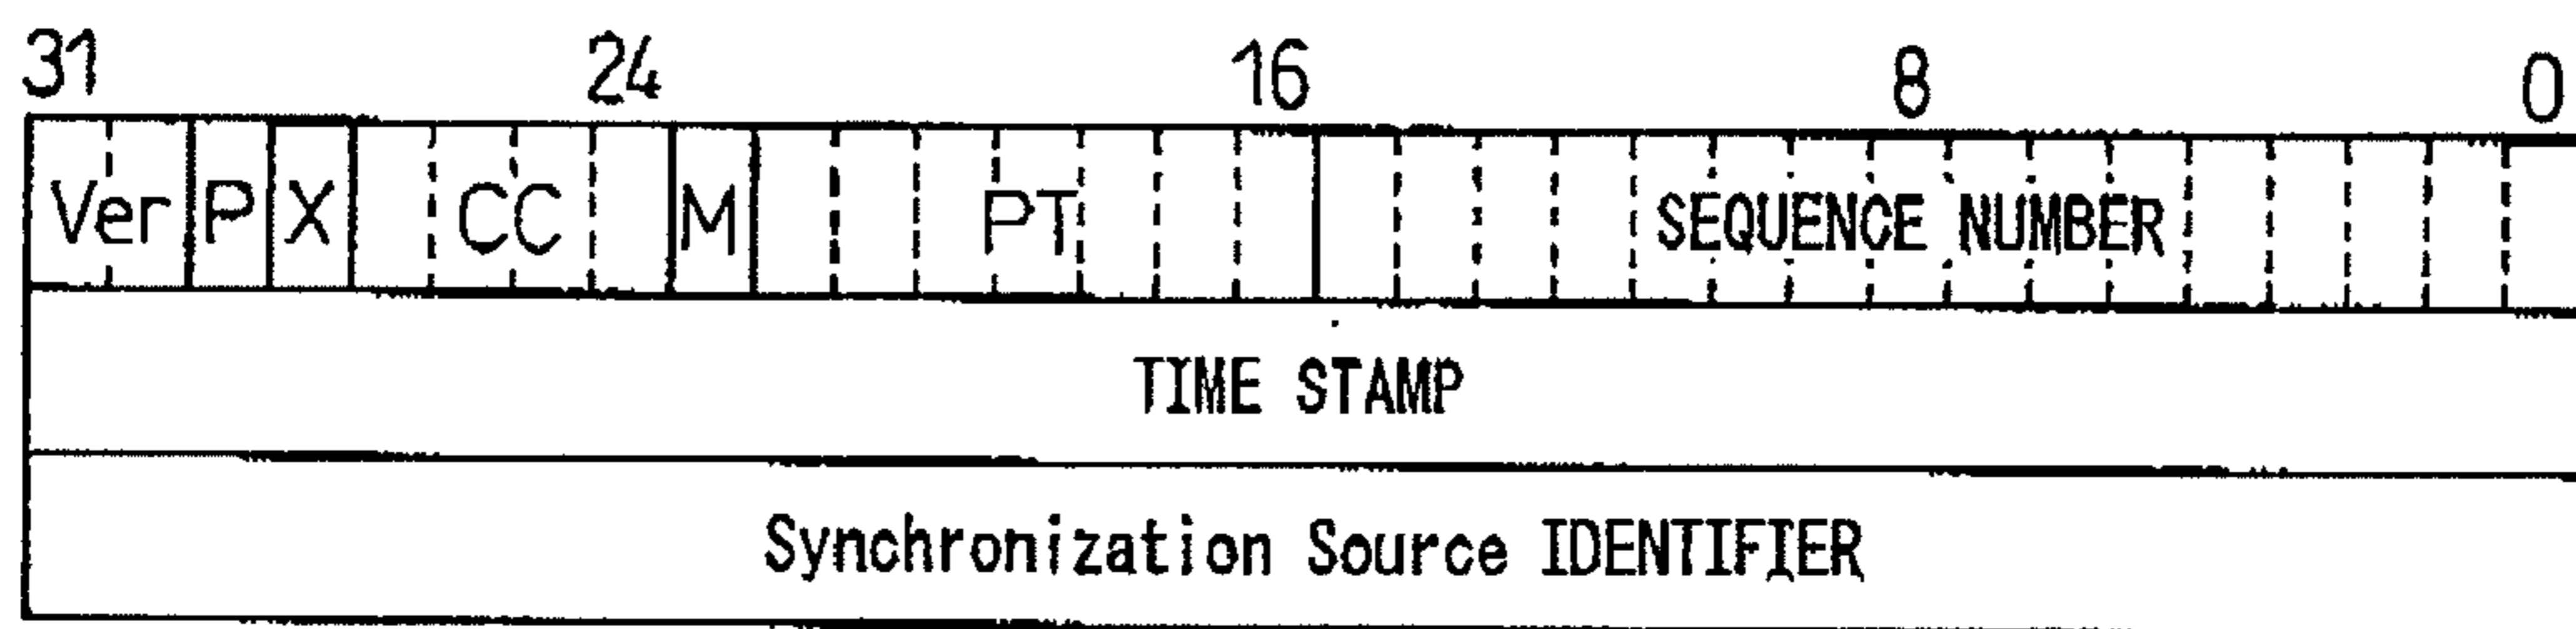 31 24 16 8 0
Ver P X CC M PT SEQUENCE NUMBER
TIME STAMP
Synchronization Source IDENTIFIER